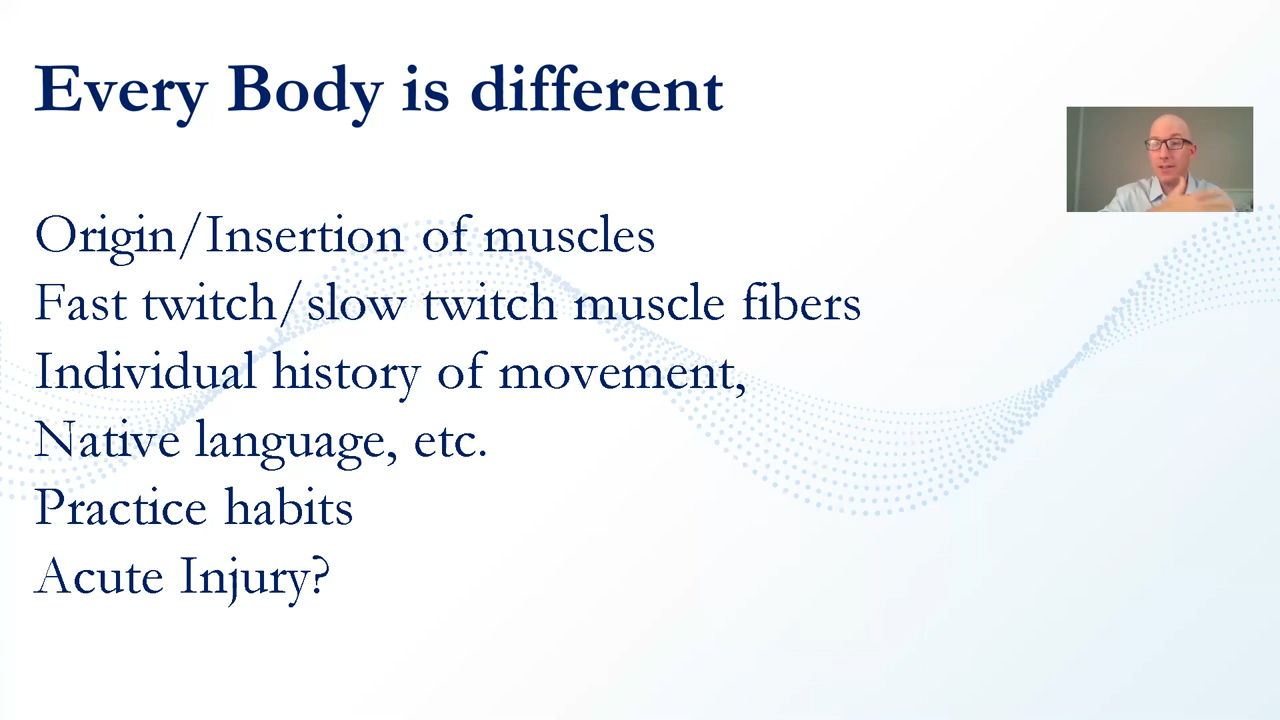 Every Body is different
Origin/Insertion of muscles
Fast twitch/slow twitch muscle fibers
Individual history of movement,
Native language, etc.
Practice habits
Acute Injury?